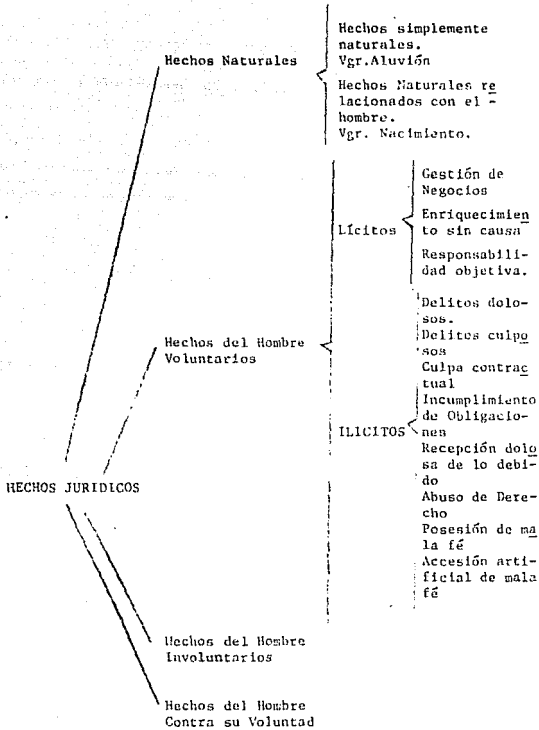 Hechos simplemente
naturales.
Vgr.Aluvión
Hechos Naturales
Hechos Naturales re
lacionados con el -
hombre.
Vgr. Nacimiento.
Gestión de
Negocios
Lícitos
Enriquecimien
to sin causa
Responsabili-
dad objetiva.
Hechos del Hombre
Voluntarios
Delitos dolo-
sos.
Delitos culpo
sos
Culpa contrac
tual
Incumplimiento
de Obligacio-
nes
ILICITOS
Recepción dolo
sa de lo debi-
do
Abuso de Dere-
cho
Posesión de ma
la fé
Accesión arti-
ficial de mala
fé
HECHOS JURIDICOS
Hechos del Hombre
Involuntarios
Hechos del Hombre
Contra su Voluntad